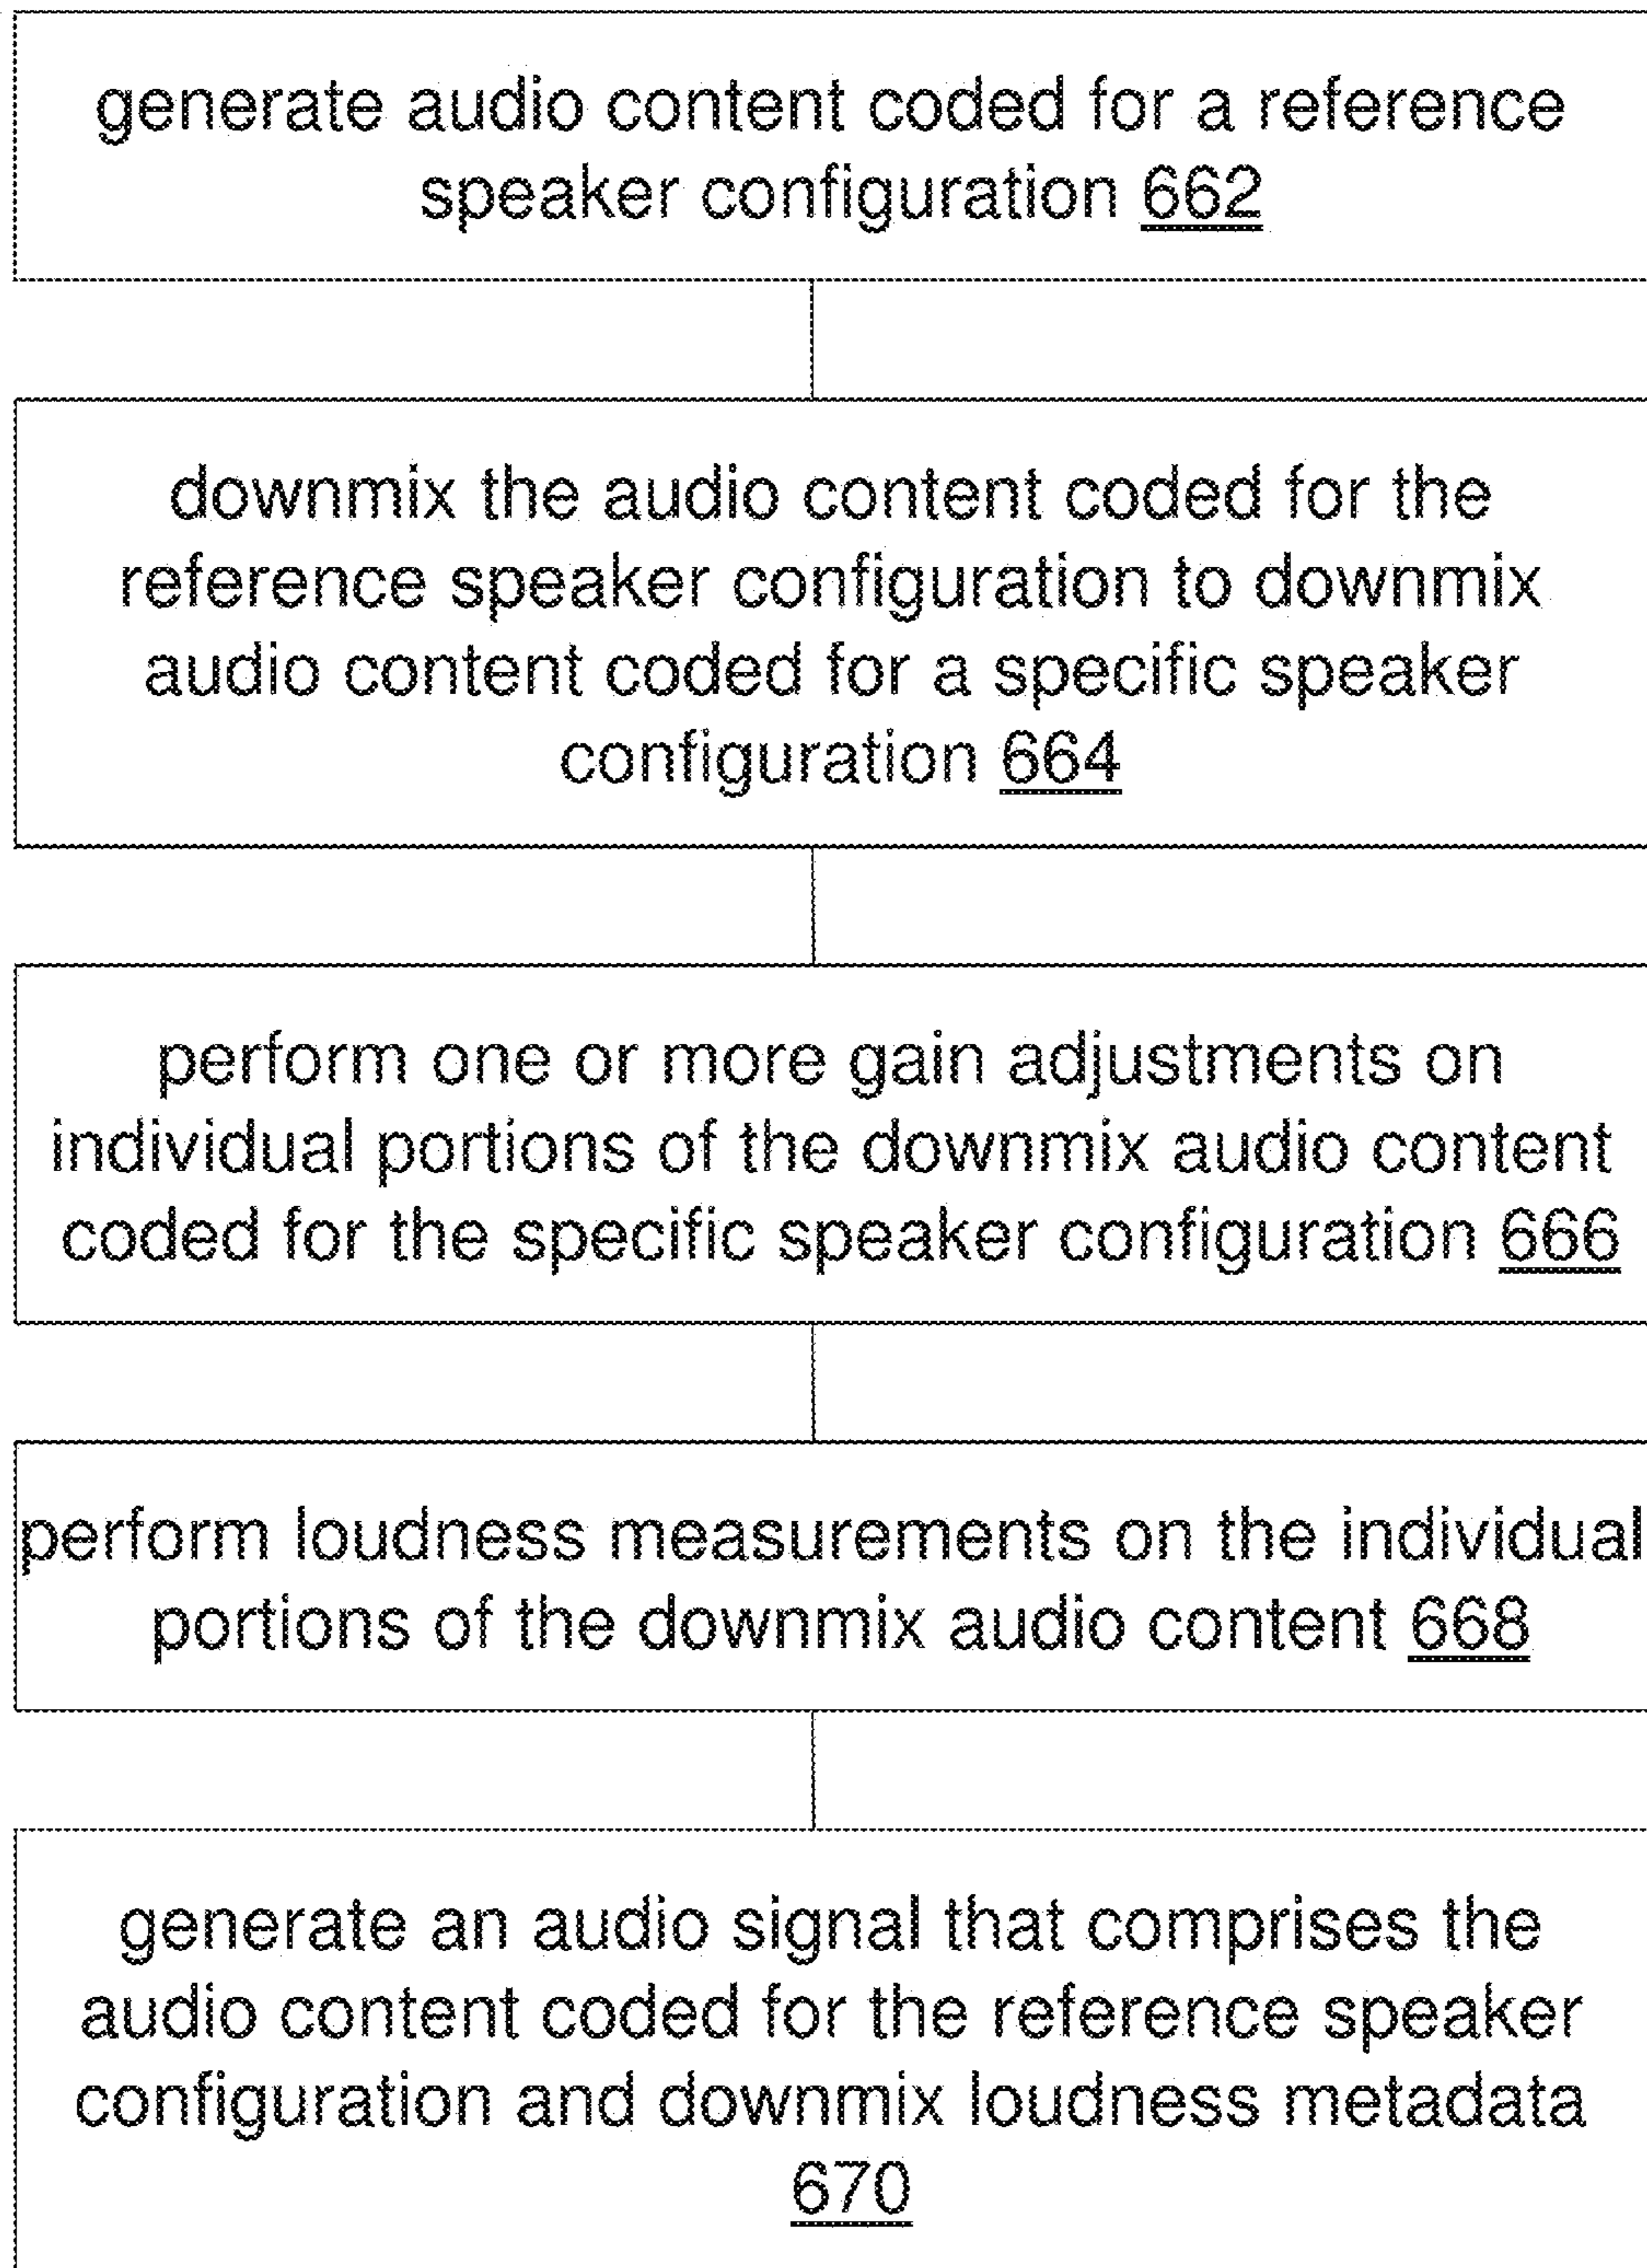 generate audio content coded for a reference
speaker configuration 662
downmix the audio content coded for the
reference speaker configuration to downmix
audio content coded for a specific speaker
configuration 664
perform one or more gain adjustments on
individual portions of the downmix audio content
coded for the specific speaker configuration 666
perform loudness measurements on the individual
portions of the downmix audio content 668
generate an audio signal that comprises the
audio content coded for the reference speaker
configuration and downmix loudness metadata
670